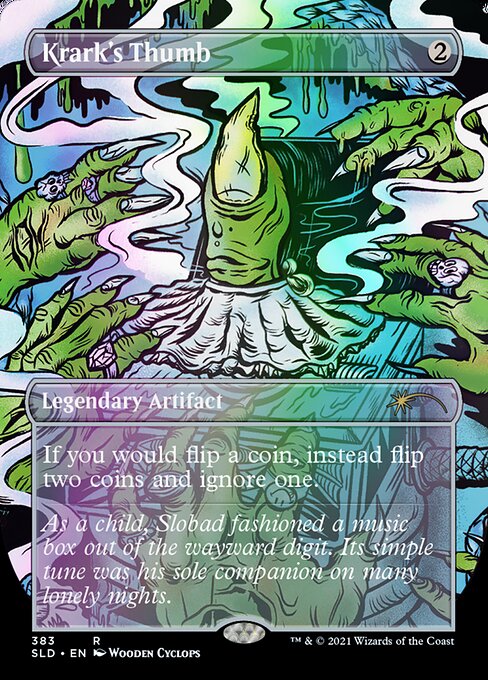 Krark's Thumb
2
Legendary Artifact
If you would flip a coin, instead flip
two coins and ignore one.
As a child, Slobad fashioned a music
box out of the wayward digit. Its simple
tune was his sole companion on many
lonely nights.
383 R
SLD • EN Wooden Cyclops
™ & © 2021 Wizards of the Coast